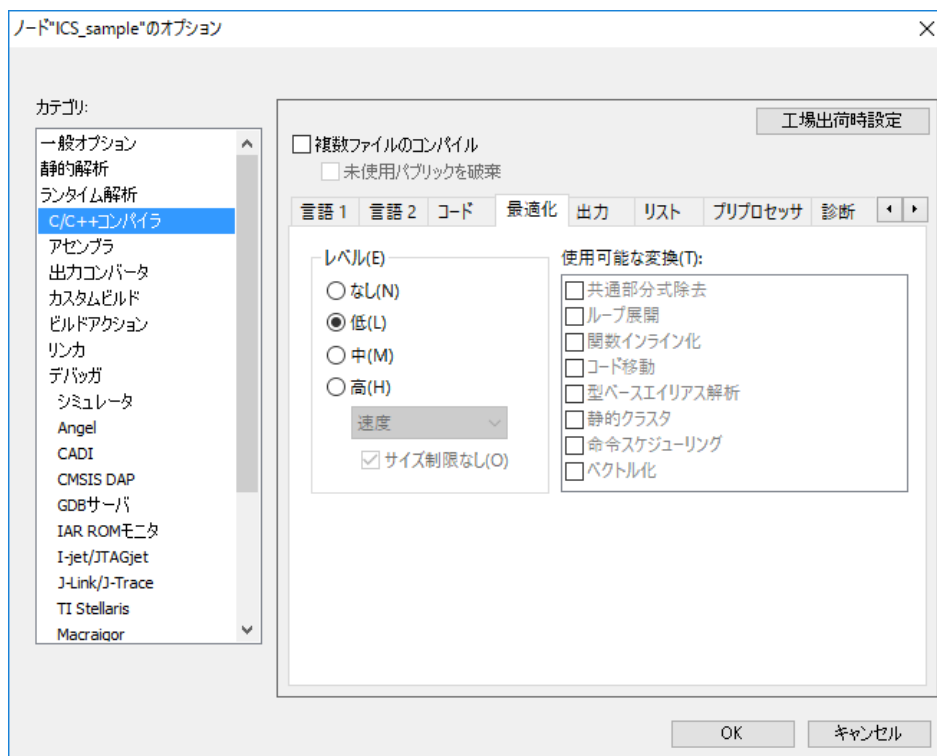 ノード"ICS_sample"のオプション
カテゴリ:
一般オプション
静的解析
ランタイム解析
C/C++コンパイラ
アセンブラ
出力コンバータ
カスタムビルド
ビルドアクション
リンカ
デバッガ
シミュレータ
Angel
CADI
CMSIS DAP
GDBサーバ
IAR ROMモニタ
I-jet/JTAGjet
J-Link/J-Trace
TI Stellaris
Macraigor
工場出荷時設定
複数ファイルのコンパイル
未使用パブリックを破棄
言語 1 言語 2 コード 最適化 出力 リスト プリプロセッサ 診断
レベル(E)
なし(N)
低(L)
中(M)
高(H)
速度
サイズ制限なし(O)
使用可能な変換(T):
共通部分式除去
ループ展開
関数インライン化
コード移動
型ベースエイリアス解析
静的クラスタ
命令スケジューリング
ベクトル化
OK キャンセル